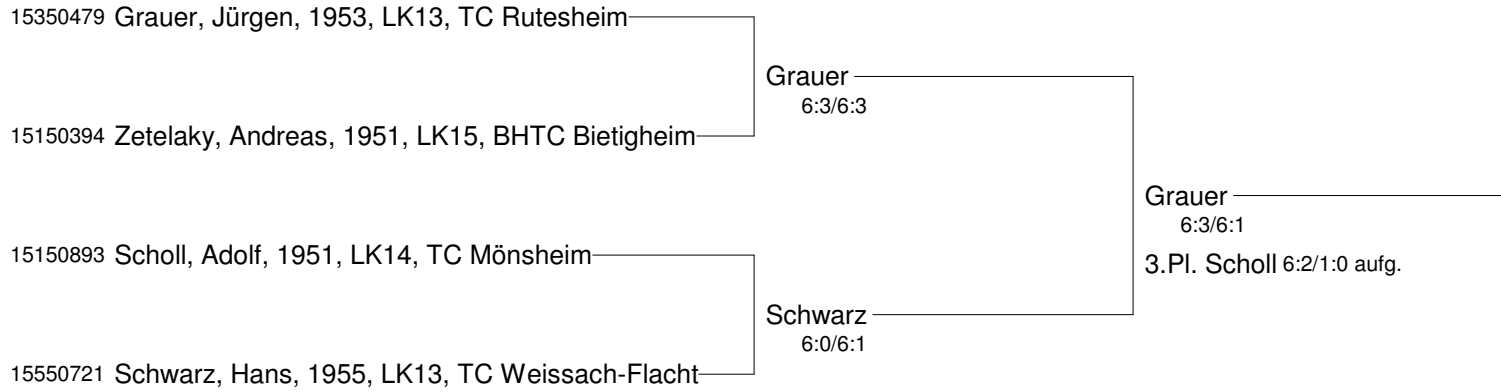 15350479 Grauer, Jürgen, 1953, LK13, TC Rutesheim
Grauer
6:3/6:3
15150394 Zetelaky, Andreas, 1951, LK15, BHTC Bietigheim
Grauer
6:3/6:1
15150893 Scholl, Adolf, 1951, LK14, TC Mönsheim
3.Pl. Scholl 6:2/1:0 aufg.
Schwarz
6:0/6:1
15550721 Schwarz, Hans, 1955, LK13, TC Weissach-Flacht